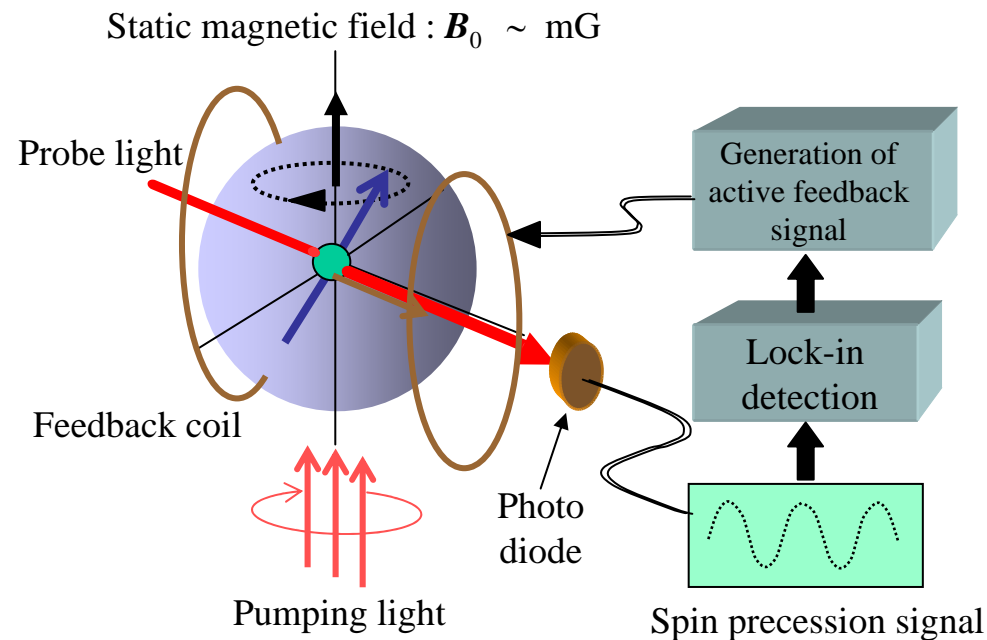 Static magnetic field : B₀ ~ mG
Probe light
Generation of
active feedback
signal
Lock-in
detection
Feedback coil
Photo
diode
Pumping light
Spin precession signal